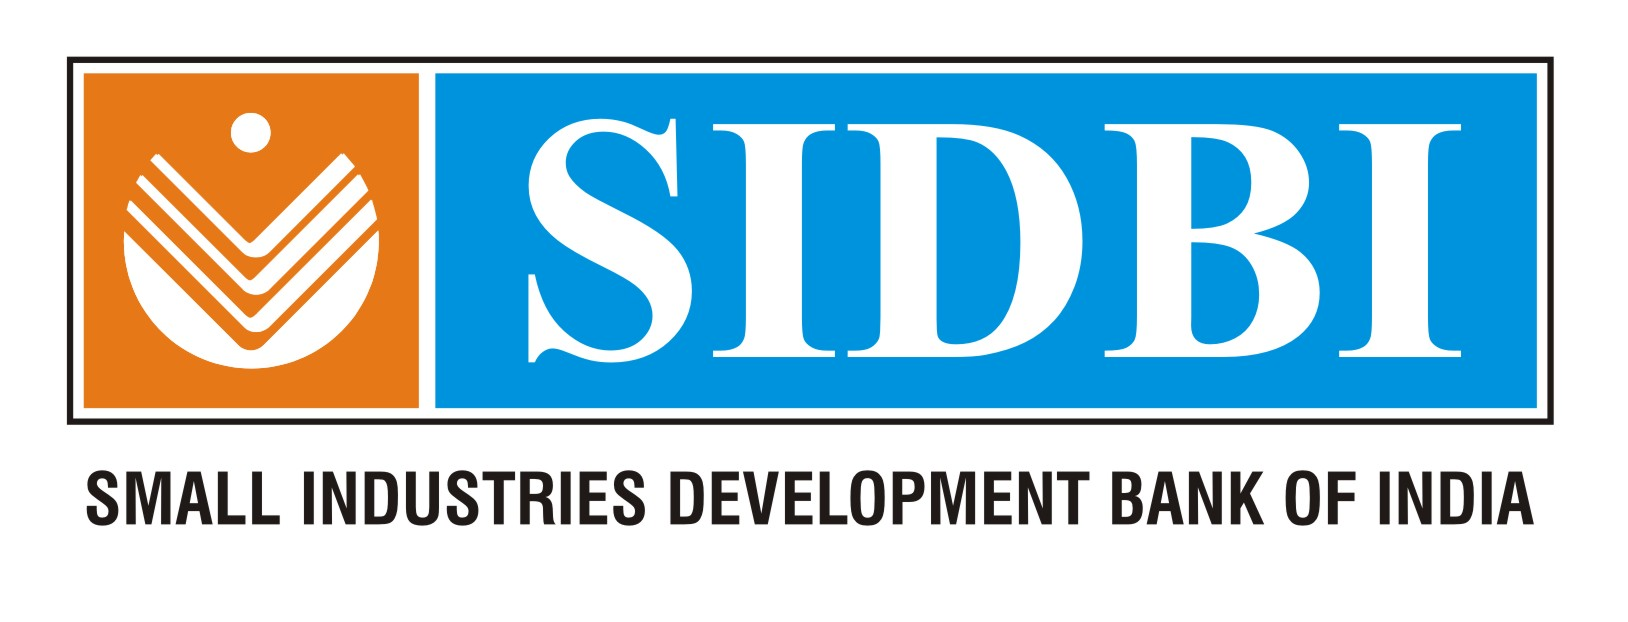 SIDBI
SMALL INDUSTRIES DEVELOPMENT BANK OF INDIA